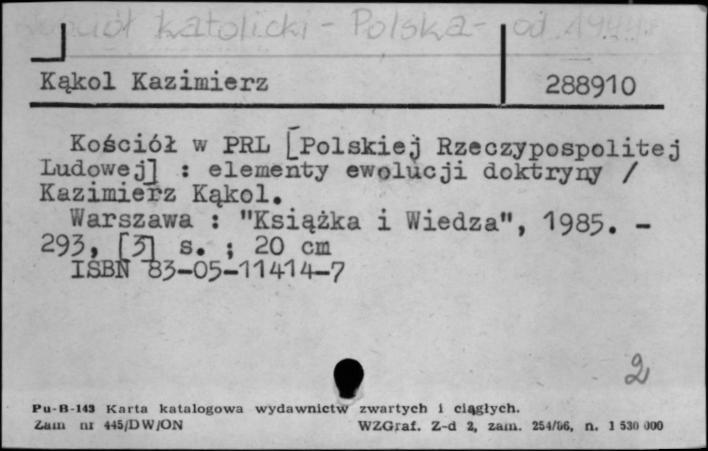 Kościół katolicki - Polska - od 1944 r.
Kąkol Kazimierz 288910
Kościół w PRL [Polskiej Rzeczypospolitej
Ludowej] : elementy ewolucji doktryny /
Kazimierz Kąkol.
Warszawa : "Książka i Wiedza", 1985. -
293, [3] s. ; 20 cm
ISBN 83-05-11414-7
2
Pu-B-143 Karta katalogowa wydawnictw zwartych i ciągłych.
Zam nr 445/DW/ON WZGraf. Z-d 2, zam. 254/86, n. 1 530 000